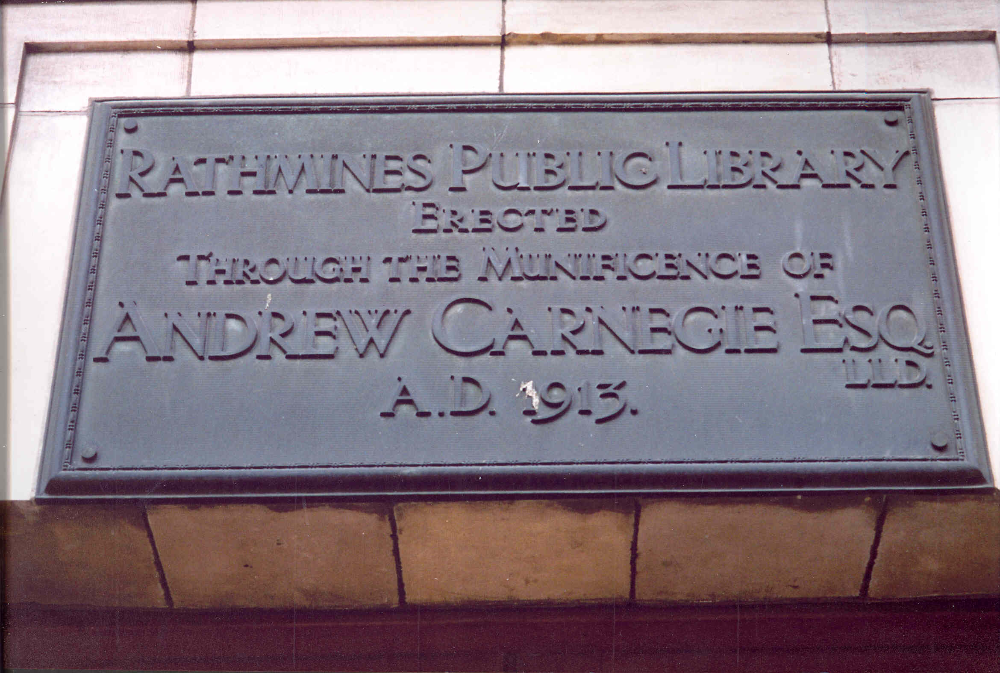 RATHMINES PUBLIC LIBRARY
ERECTED
THROUGH THE MUNIFICENCE OF
ANDREW CARNEGIE ESQ
LLD.
A.D. 1913.